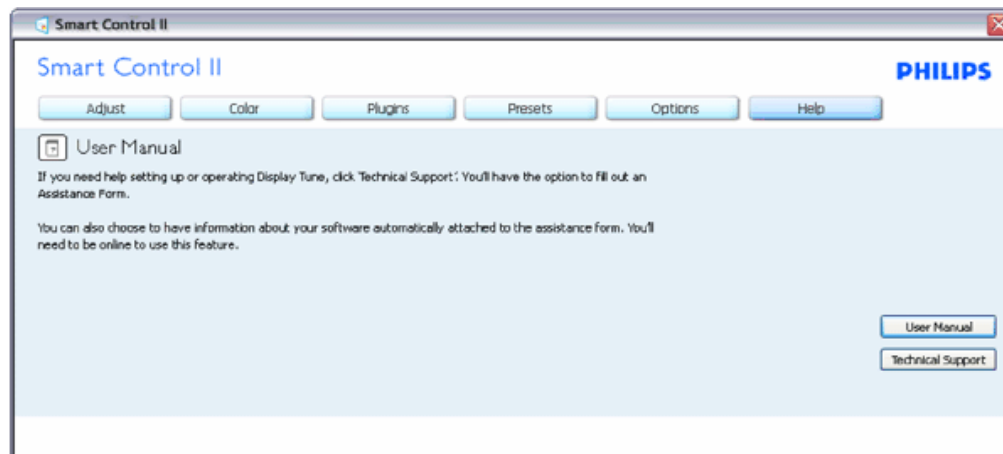 Smart Control II
Smart Control II
PHILIPS
Adjust
Color
Plugins
Presets
Options
Help
User Manual
If you need help setting up or operating Display Tune, click 'Technical Support'. You'll have the option to fill out an
Assistance Form.
You can also choose to have information about your software automatically attached to the assistance form. You'll
need to be online to use this feature.
User Manual
Technical Support